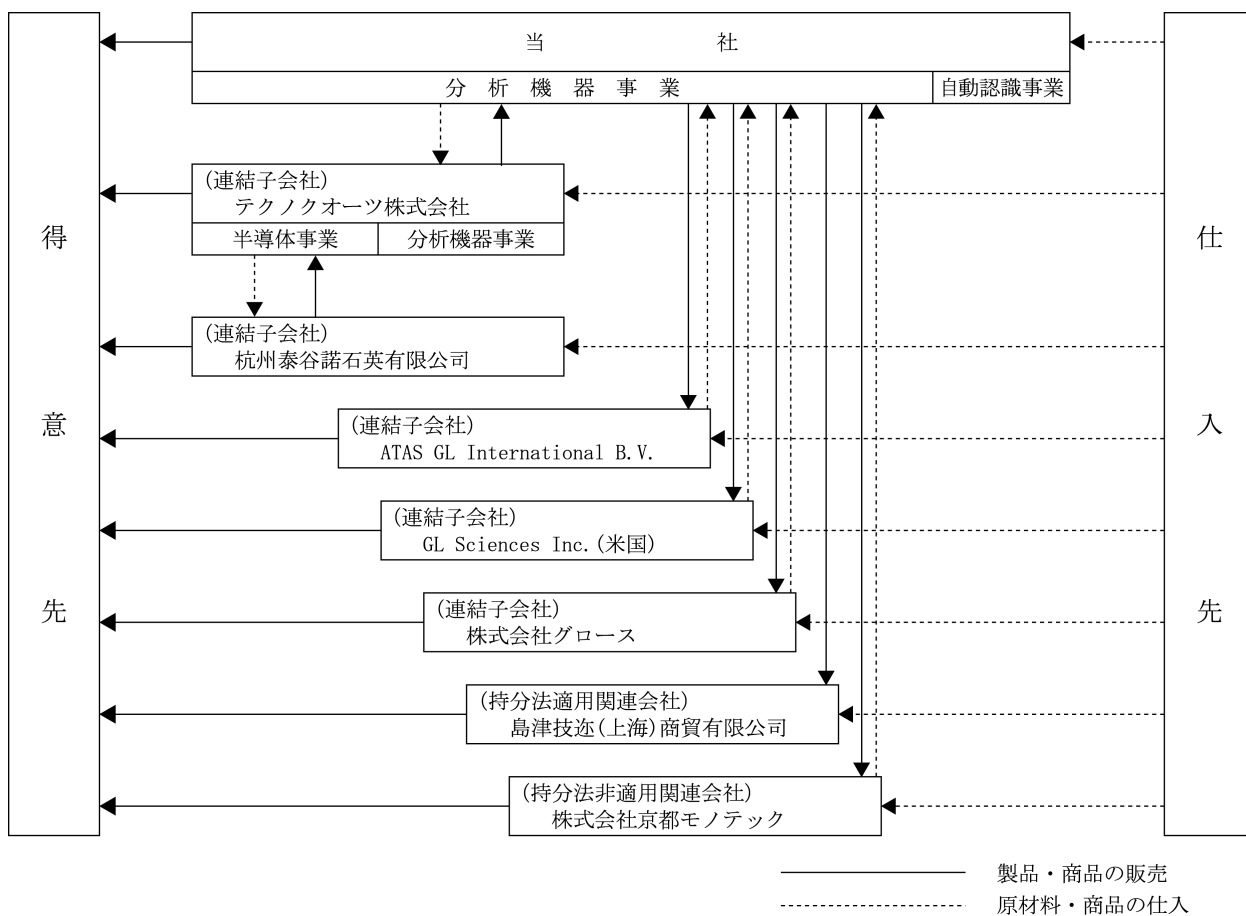 当社
分析機器事業
自動認識事業
(連結子会社)
テクノクオーツ株式会社
半導体事業
分析機器事業
(連結子会社)
杭州泰谷諾石英有限公司
(連結子会社)
ATAS GL International B.V.
(連結子会社)
GL Sciences Inc.(米国)
(連結子会社)
株式会社グロース
(持分法適用関連会社)
島津技迩(上海)商貿有限公司
(持分法非適用関連会社)
株式会社京都モノテック
得意先
仕入先
製品・商品の販売
原材料・商品の仕入